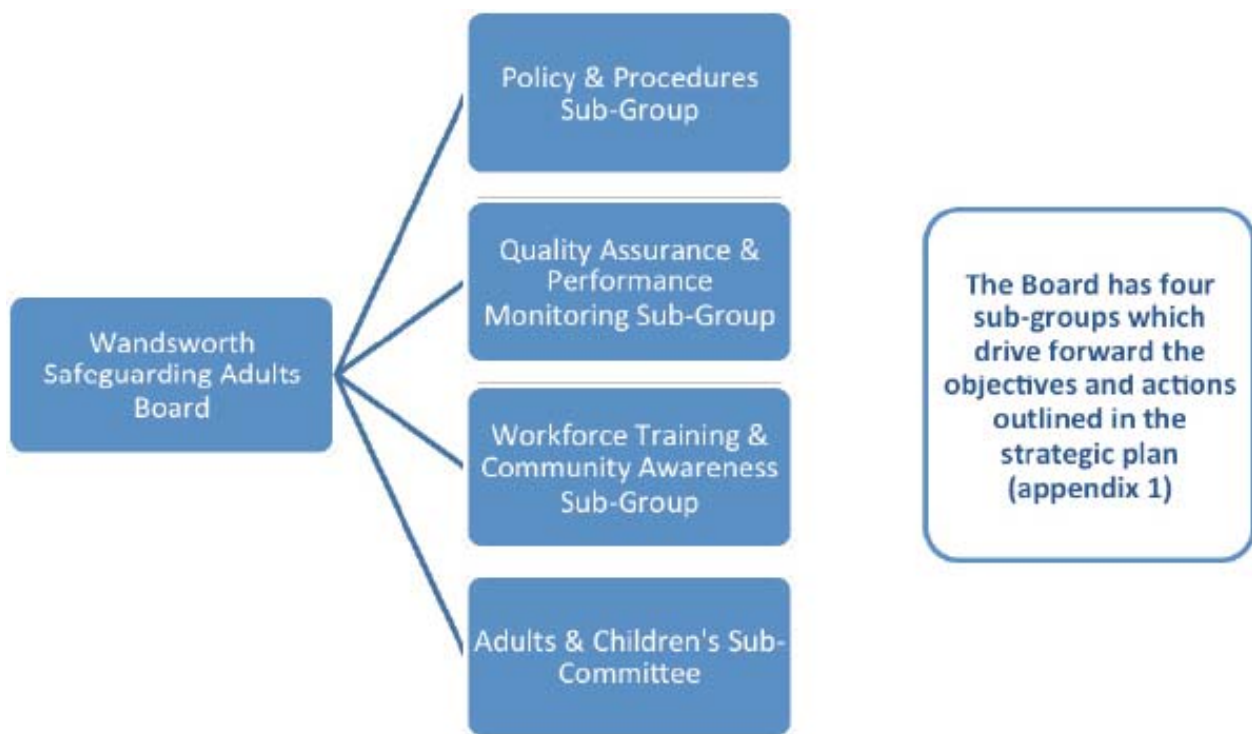 Policy & Procedures
Sub-Group
Quality Assurance &
Performance
Monitoring Sub-Group
Wandsworth
Safeguarding Adults
Board
Workforce Training &
Community Awareness
Sub-Group
Adults & Children's Sub-
Committee
The Board has four
sub-groups which
drive forward the
objectives and actions
outlined in the
strategic plan
(appendix 1)